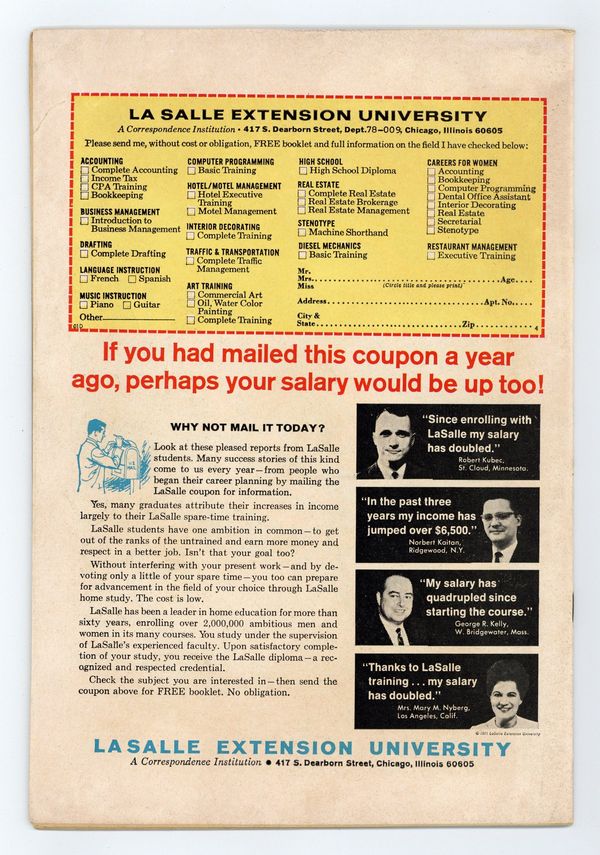 LA SALLE EXTENSION UNIVERSITY
A Correspondence Institution • 417 S. Dearborn Street, Dept. 78-009, Chicago, Illinois 60605
Please send me, without cost or obligation, FREE booklet and full information on the field I have checked below:
ACCOUNTING
Complete Accounting
Income Tax
CPA Training
Bookkeeping
BUSINESS MANAGEMENT
Introduction to
Business Management
DRAFTING
Complete Drafting
LANGUAGE INSTRUCTION
French Spanish
MUSIC INSTRUCTION
Piano Guitar
Other
COMPUTER PROGRAMMING
Basic Training
HOTEL/MOTEL MANAGEMENT
Hotel Executive
Training
Motel Management
INTERIOR DECORATING
Complete Training
TRAFFIC & TRANSPORTATION
Complete Traffic
Management
ART TRAINING
Commercial Art
Oil, Water Color
Painting
Complete Training
HIGH SCHOOL
High School Diploma
REAL ESTATE
Complete Real Estate
Real Estate Brokerage
Real Estate Management
STENOTYPE
Machine Shorthand
DIESEL MECHANICS
Basic Training
CAREERS FOR WOMEN
Accounting
Bookkeeping
Computer Programming
Dental Office Assistant
Interior Decorating
Real Estate
Secretarial
Stenotype
RESTAURANT MANAGEMENT
Executive Training
Mr.
Mrs. Age
Miss (Circle title and please print)
Address Apt. No.
City &
State Zip 4
If you had mailed this coupon a year
ago, perhaps your salary would be up too!
WHY NOT MAIL IT TODAY?
Look at these pleased reports from LaSalle
students. Many success stories of this kind
come to us every year—from people who
began their career planning by mailing the
LaSalle coupon for information.
Yes, many graduates attribute their increases in income
largely to their LaSalle spare-time training.
LaSalle students have one ambition in common—to get
out of the ranks of the untrained and earn more money and
respect in a better job. Isn't that your goal too?
Without interfering with your present work—and by de-
voting only a little of your spare time—you too can prepare
for advancement in the field of your choice through LaSalle
home study. The cost is low.
LaSalle has been a leader in home education for more than
sixty years, enrolling over 2,000,000 ambitious men and
women in its many courses. You study under the supervision
of LaSalle's experienced faculty. Upon satisfactory comple-
tion of your study, you receive the LaSalle diploma—a rec-
ognized and respected credential.
Check the subject you are interested in—then send the
coupon above for FREE booklet. No obligation.
"Since enrolling with
LaSalle my salary
has doubled."
Robert Kubec,
St. Cloud, Minnesota.
"In the past three
years my income has
jumped over $6,500."
Norbert Kaitan,
Ridgewood, N.Y.
"My salary has
quadrupled since
starting the course."
George R. Kelly,
W. Bridgewater, Mass.
"Thanks to LaSalle
training . . . my salary
has doubled."
Mrs. Mary M. Nyberg,
Los Angeles, Calif.
© 1971 LaSalle Extension University
LASALLE EXTENSION UNIVERSITY
A Correspondence Institution • 417 S. Dearborn Street, Chicago, Illinois 60605